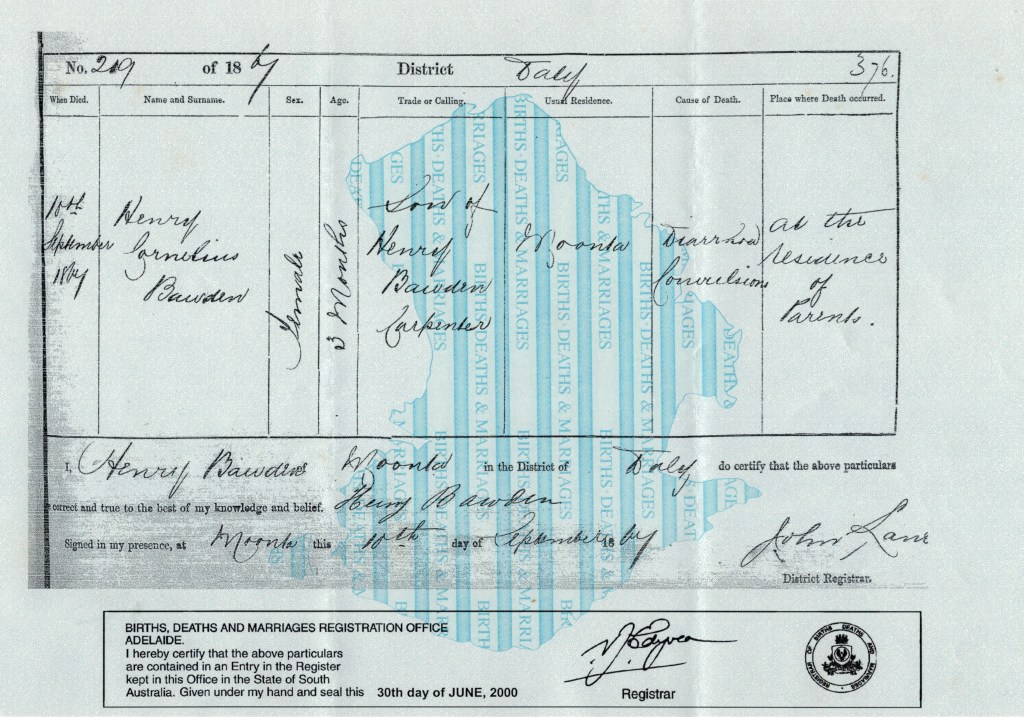 No. 219 of 1867 District Daly 376.
When Died. Name and Surname. Sex. Age. Trade or Calling. Usual Residence. Cause of Death. Place where Death occurred.
10th September 1867
Henry Cornelius Bawden
Female
3 Months
Son of Henry Bawden Carpenter
Moonta
Diarrhoea Convulsions
at the residence of Parents.
I, Henry Bawden of Moonta in the District of Daly do certify that the above particulars
correct and true to the best of my knowledge and belief. Henry Bawden
Signed in my presence, at Moonta this 10th day of September 1867 John Lane
District Registrar.
BIRTHS, DEATHS AND MARRIAGES REGISTRATION OFFICE
ADELAIDE.
I hereby certify that the above particulars
are contained in an Entry in the Register
kept in this Office in the State of South
Australia. Given under my hand and seal this 30th day of JUNE, 2000
Registrar
REGISTRAR OF BIRTHS DEATHS AND MARRIAGES
BIRTHS·DEATHS & MARRIAGES